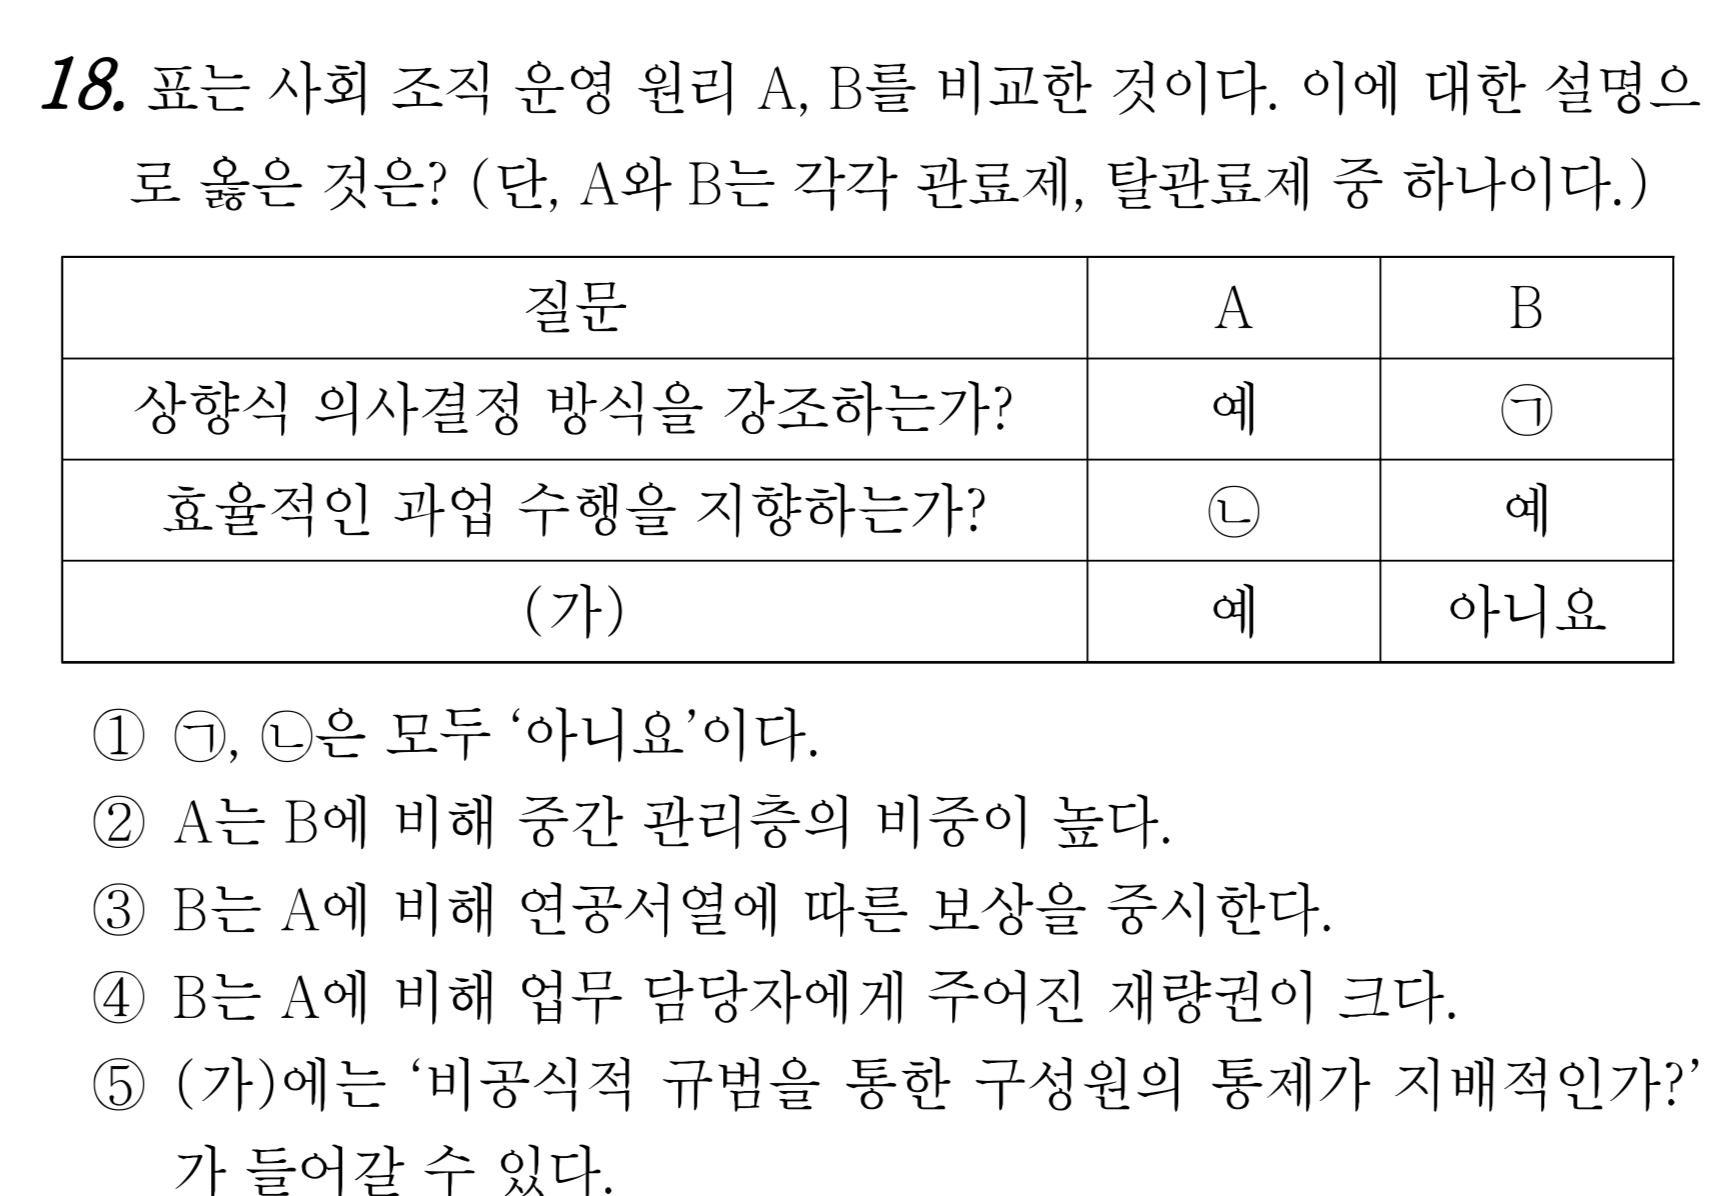 18. 표는 사회 조직 운영 원리 A, B를 비교한 것이다. 이에 대한 설명으
로 옳은 것은? (단, A와 B는 각각 관료제, 탈관료제 중 하나이다.)
질문 A B
상향식 의사결정 방식을 강조하는가? 예 ㉠
효율적인 과업 수행을 지향하는가? ㉡ 예
(가) 예 아니요
① ㉠, ㉡은 모두 ‘아니요’이다.
② A는 B에 비해 중간 관리층의 비중이 높다.
③ B는 A에 비해 연공서열에 따른 보상을 중시한다.
④ B는 A에 비해 업무 담당자에게 주어진 재량권이 크다.
⑤ (가)에는 ‘비공식적 규범을 통한 구성원의 통제가 지배적인가?’
가 들어갈 수 있다.